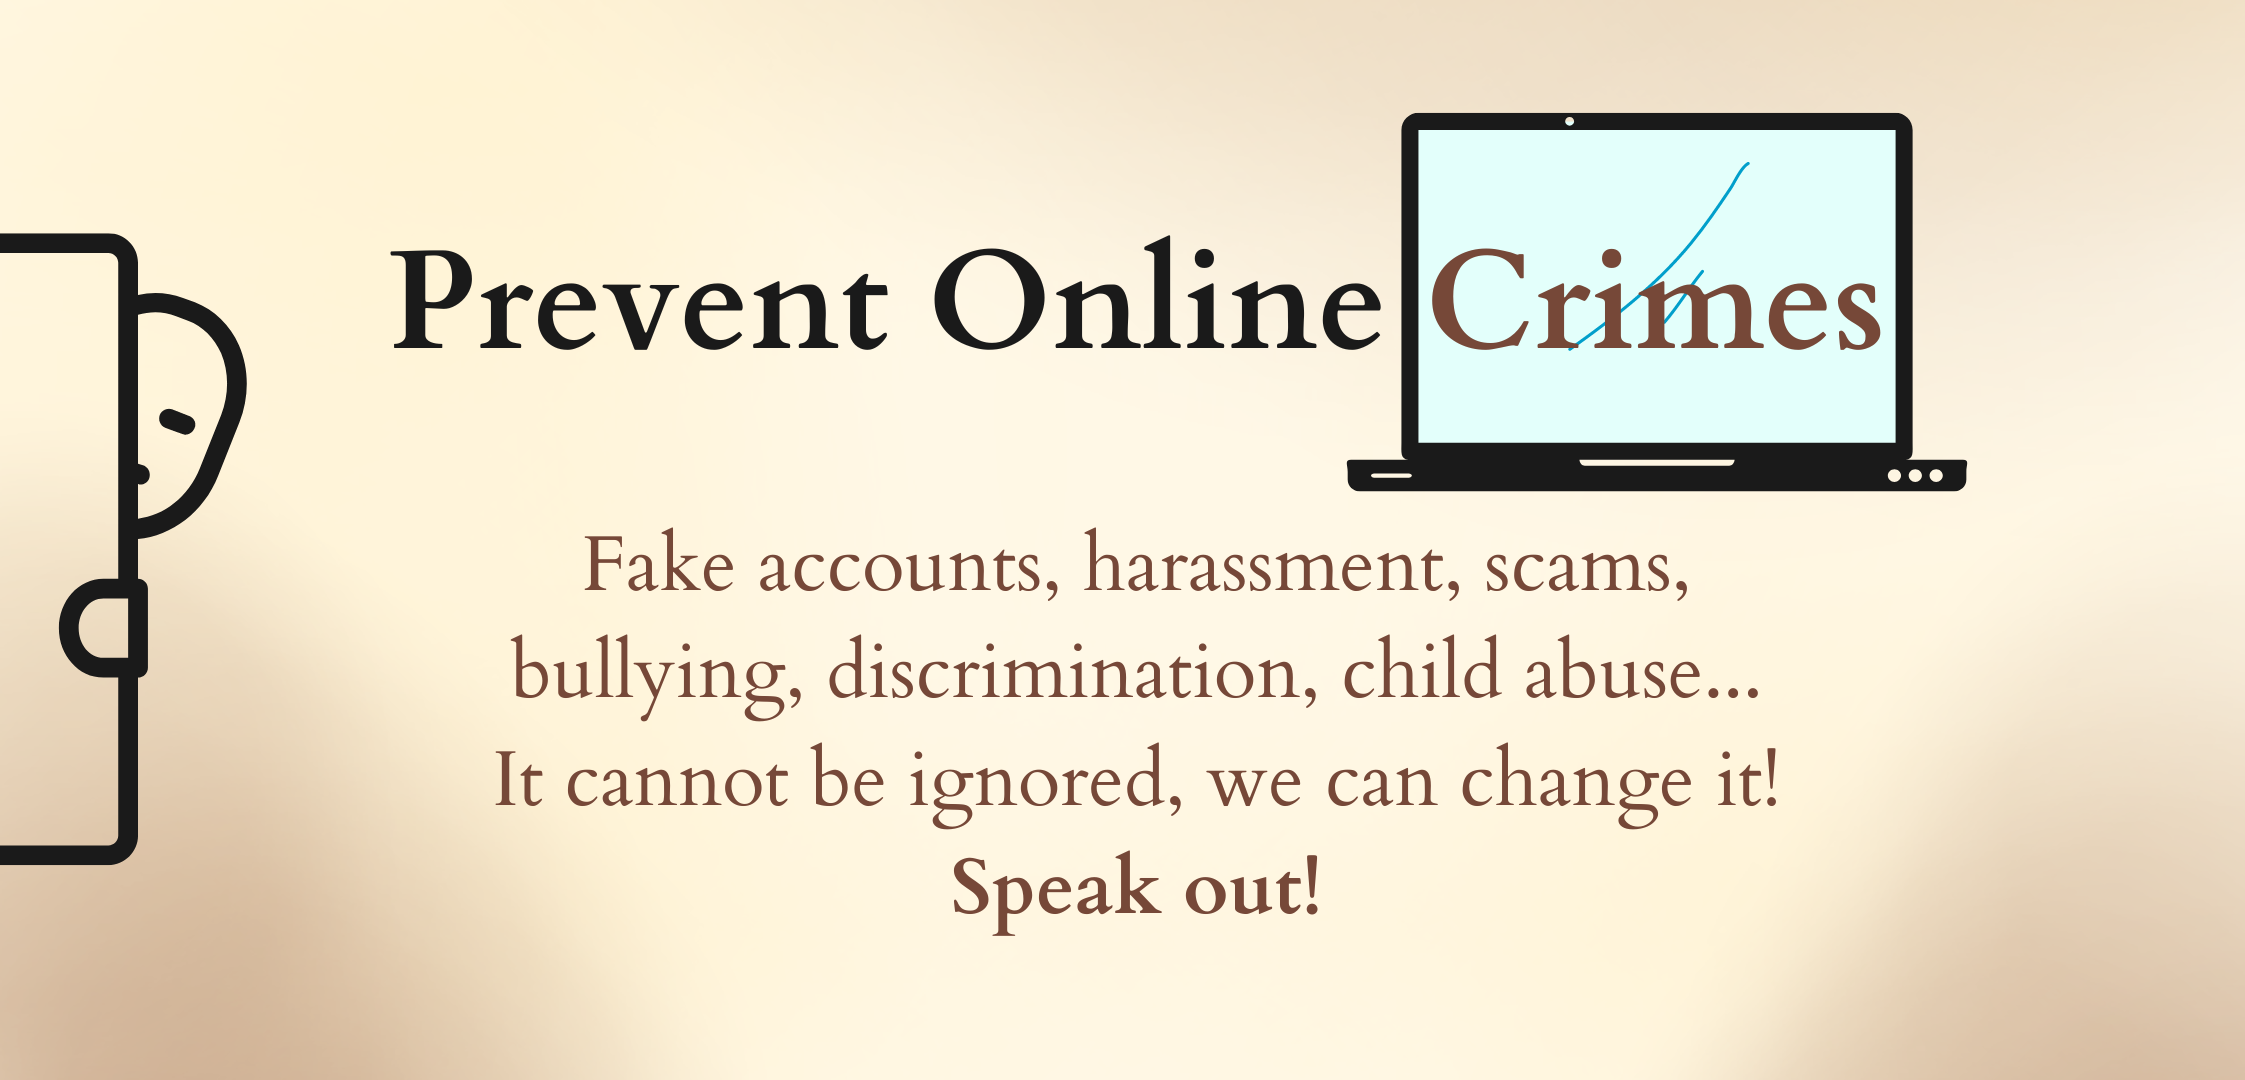 Prevent Online Crimes
Fake accounts, harassment, scams,
bullying, discrimination, child abuse...
It cannot be ignored, we can change it!
Speak out!